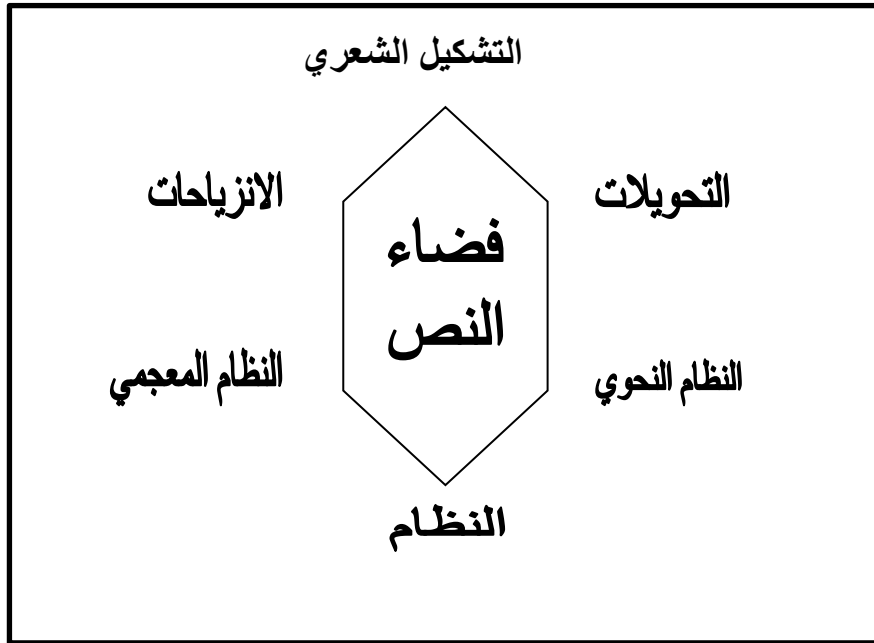 التشكيل الشعري
التحويلات
الانزياحات
فضاء
النص
النظام النحوي
النظام المعجمي
النظام